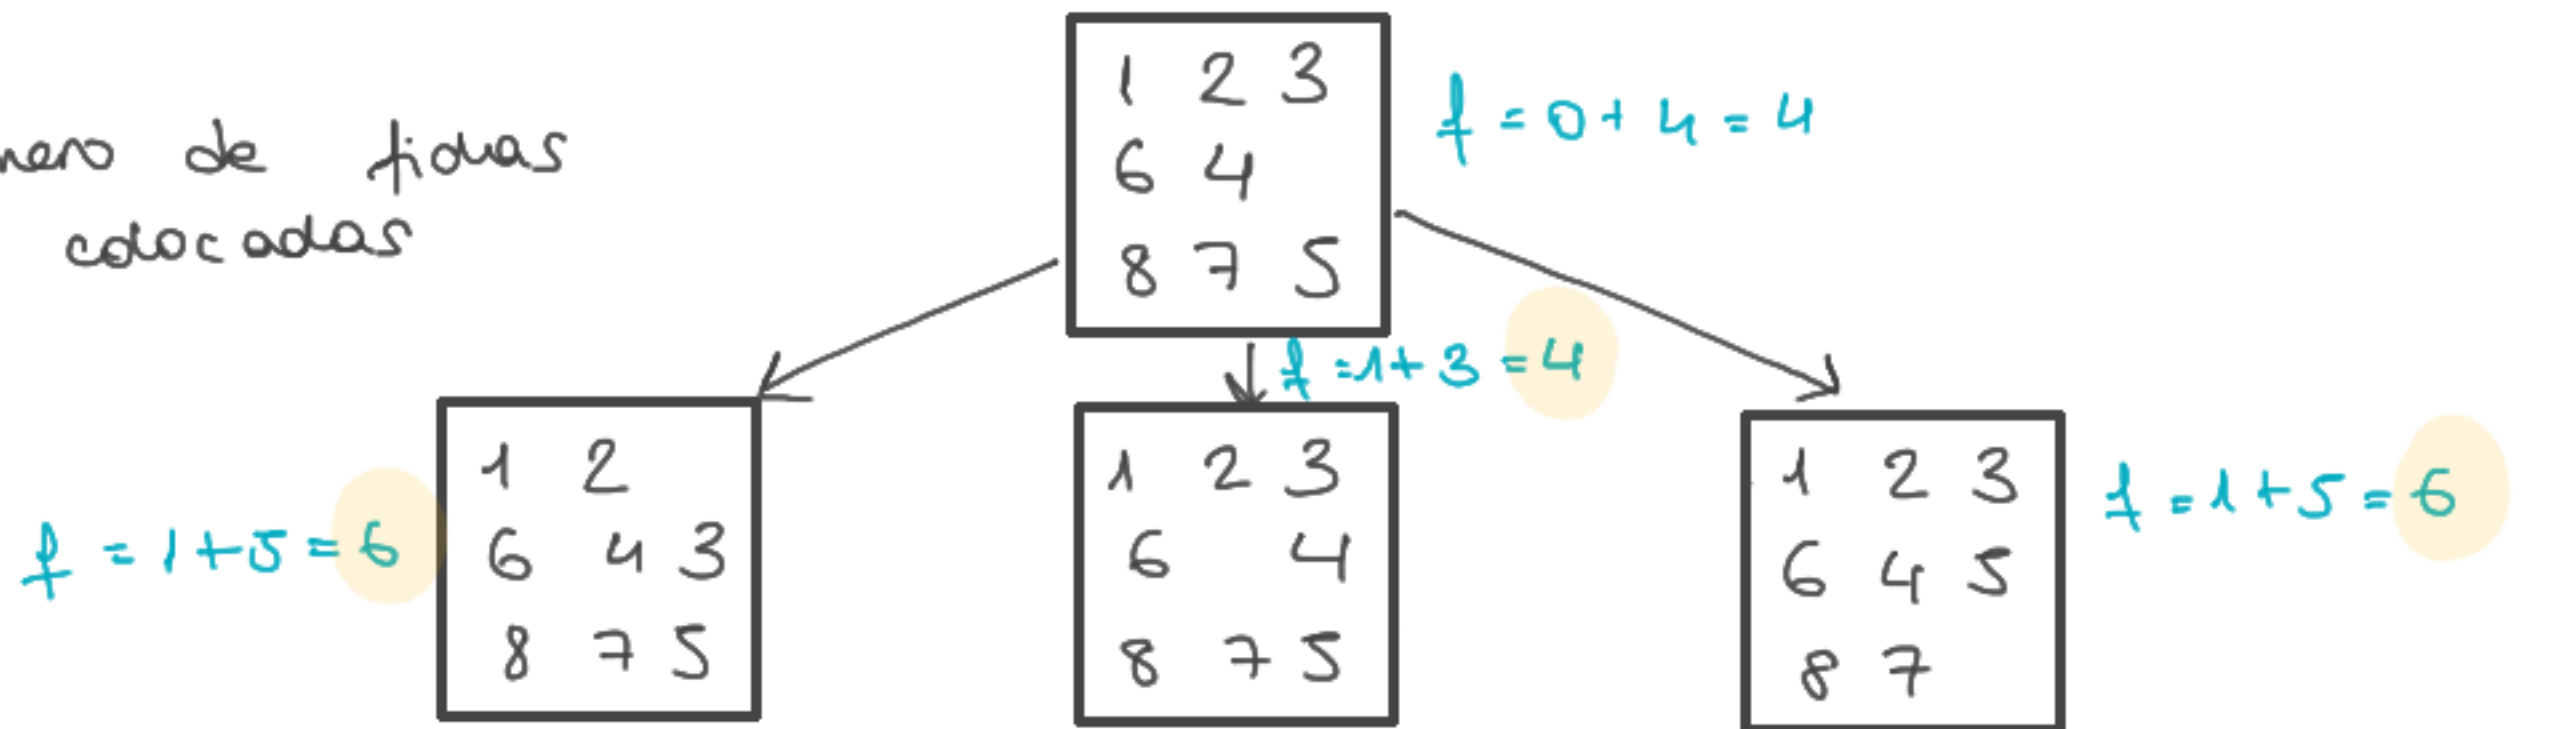 de fichas
colocadas
1 2 3
6 4
8 7 5
f = 0 + 4 = 4
f = 1 + 3 = 4
f = 1 + 5 = 6
1 2
6 4 3
8 7 5
1 2 3
6 4
8 7 5
1 2 3
6 4 5
8 7
f = 1 + 5 = 6